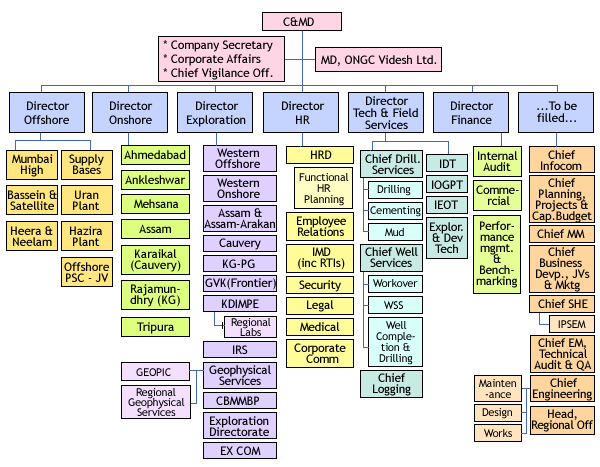 C&MD
* Company Secretary
* Corporate Affairs
* Chief Vigilance Off.
MD, ONGC Videsh Ltd.
Director
Offshore
Director
Onshore
Director
Exploration
Director
HR
Director
Tech & Field
Services
Director
Finance
...To be
filled...
Mumbai
High
Supply
Bases
Bassein &
Satellite
Uran
Plant
Heera &
Neelam
Hazira
Plant
Offshore
PSC - JV
Ahmedabad
Ankleshwar
Mehsana
Assam
Karaikal
(Cauvery)
Rajamun-
dhry (KG)
Tripura
Western
Offshore
Western
Onshore
Assam &
Assam-Arakan
Cauvery
KG-PG
GVK(Frontier)
KDIMPE
Regional
Labs
IRS
Geophysical
Services
GEOPIC
Regional
Geophysical
Services
CBMMBP
Exploration
Directorate
EX COM
HRD
Functional
HR
Planning
Employee
Relations
IMD
(inc RTIs)
Security
Legal
Medical
Corporate
Comm
Chief Drill.
Services
Drilling
Cementing
Mud
Chief Well
Services
Workover
WSS
Well
Comple-
tion &
Drilling
Chief
Logging
IDT
IOGPT
IEOT
Explor.
& Dev
Tech
Internal
Audit
Comme-
rcial
Perfor-
mance
mgmt.
&
Bench-
marking
Chief
Infocom
Chief
Planning,
Projects &
Cap.Budget
Chief MM
Chief
Business
Devp., JVs
& Mktg
Chief SHE
IPSEM
Chief EM,
Technical
Audit & QA
Chief
Engineering
Mainten-
-ance
Design
Works
Head,
Regional Off